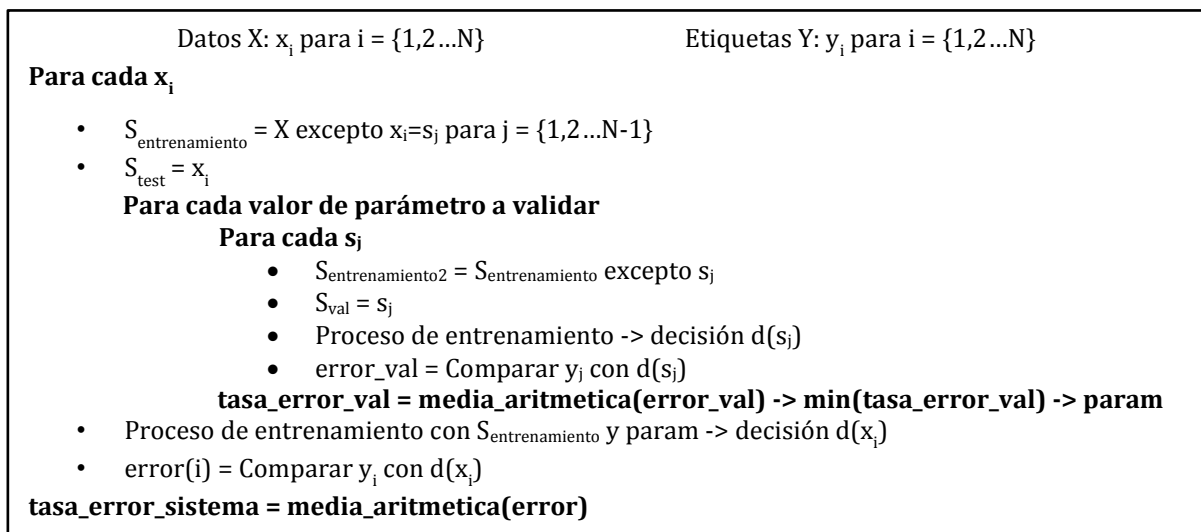 Datos X: xi para i = {1,2…N} Etiquetas Y: yi para i = {1,2…N}
Para cada xi
• Sentrenamiento = X excepto xi=sj para j = {1,2…N-1}
• Stest = xi
Para cada valor de parámetro a validar
Para cada sj
• Sentrenamiento2 = Sentrenamiento excepto sj
• Sval = sj
• Proceso de entrenamiento -> decisión d(sj)
• error_val = Comparar yj con d(sj)
tasa_error_val = media_aritmetica(error_val) -> min(tasa_error_val) -> param
• Proceso de entrenamiento con Sentrenamiento y param -> decisión d(xi)
• error(i) = Comparar yi con d(xi)
tasa_error_sistema = media_aritmetica(error)